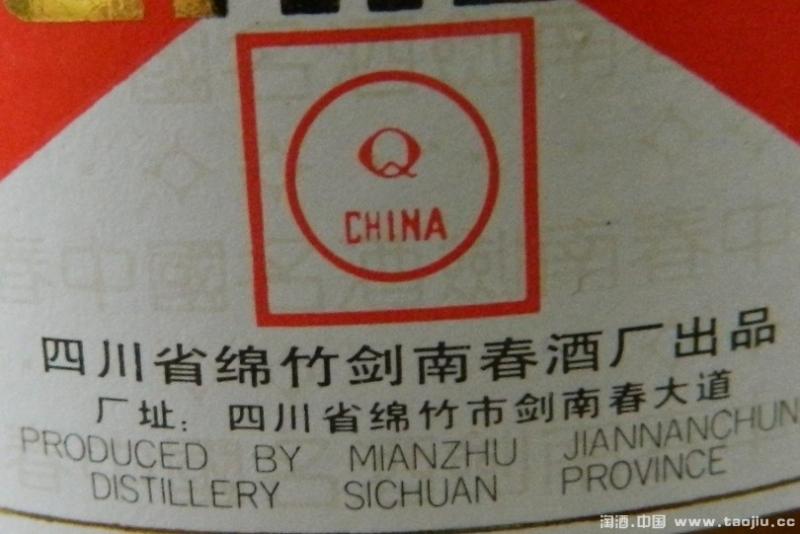 Q
CHINA
四川省绵竹剑南春酒厂出品
厂址：四川省绵竹市剑南春大道
PRODUCED BY MIANZHU JIANNANCHUN
DISTILLERY SICHUAN PROVINCE
淘酒.中国 www.taojiu.cc